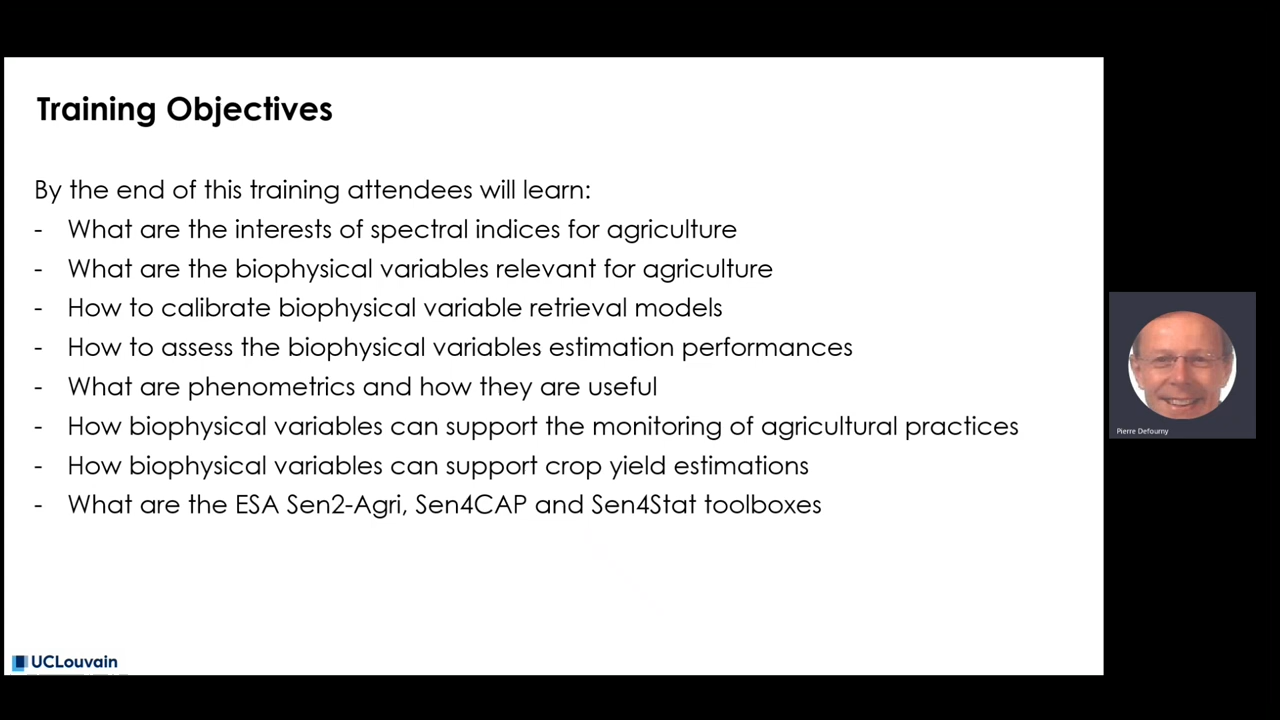 Training Objectives
By the end of this training attendees will learn:
- What are the interests of spectral indices for agriculture
- What are the biophysical variables relevant for agriculture
- How to calibrate biophysical variable retrieval models
- How to assess the biophysical variables estimation performances
- What are phenometrics and how they are useful
- How biophysical variables can support the monitoring of agricultural practices
- How biophysical variables can support crop yield estimations
- What are the ESA Sen2-Agri, Sen4CAP and Sen4Stat toolboxes
Pierre Defourny
UCLouvain